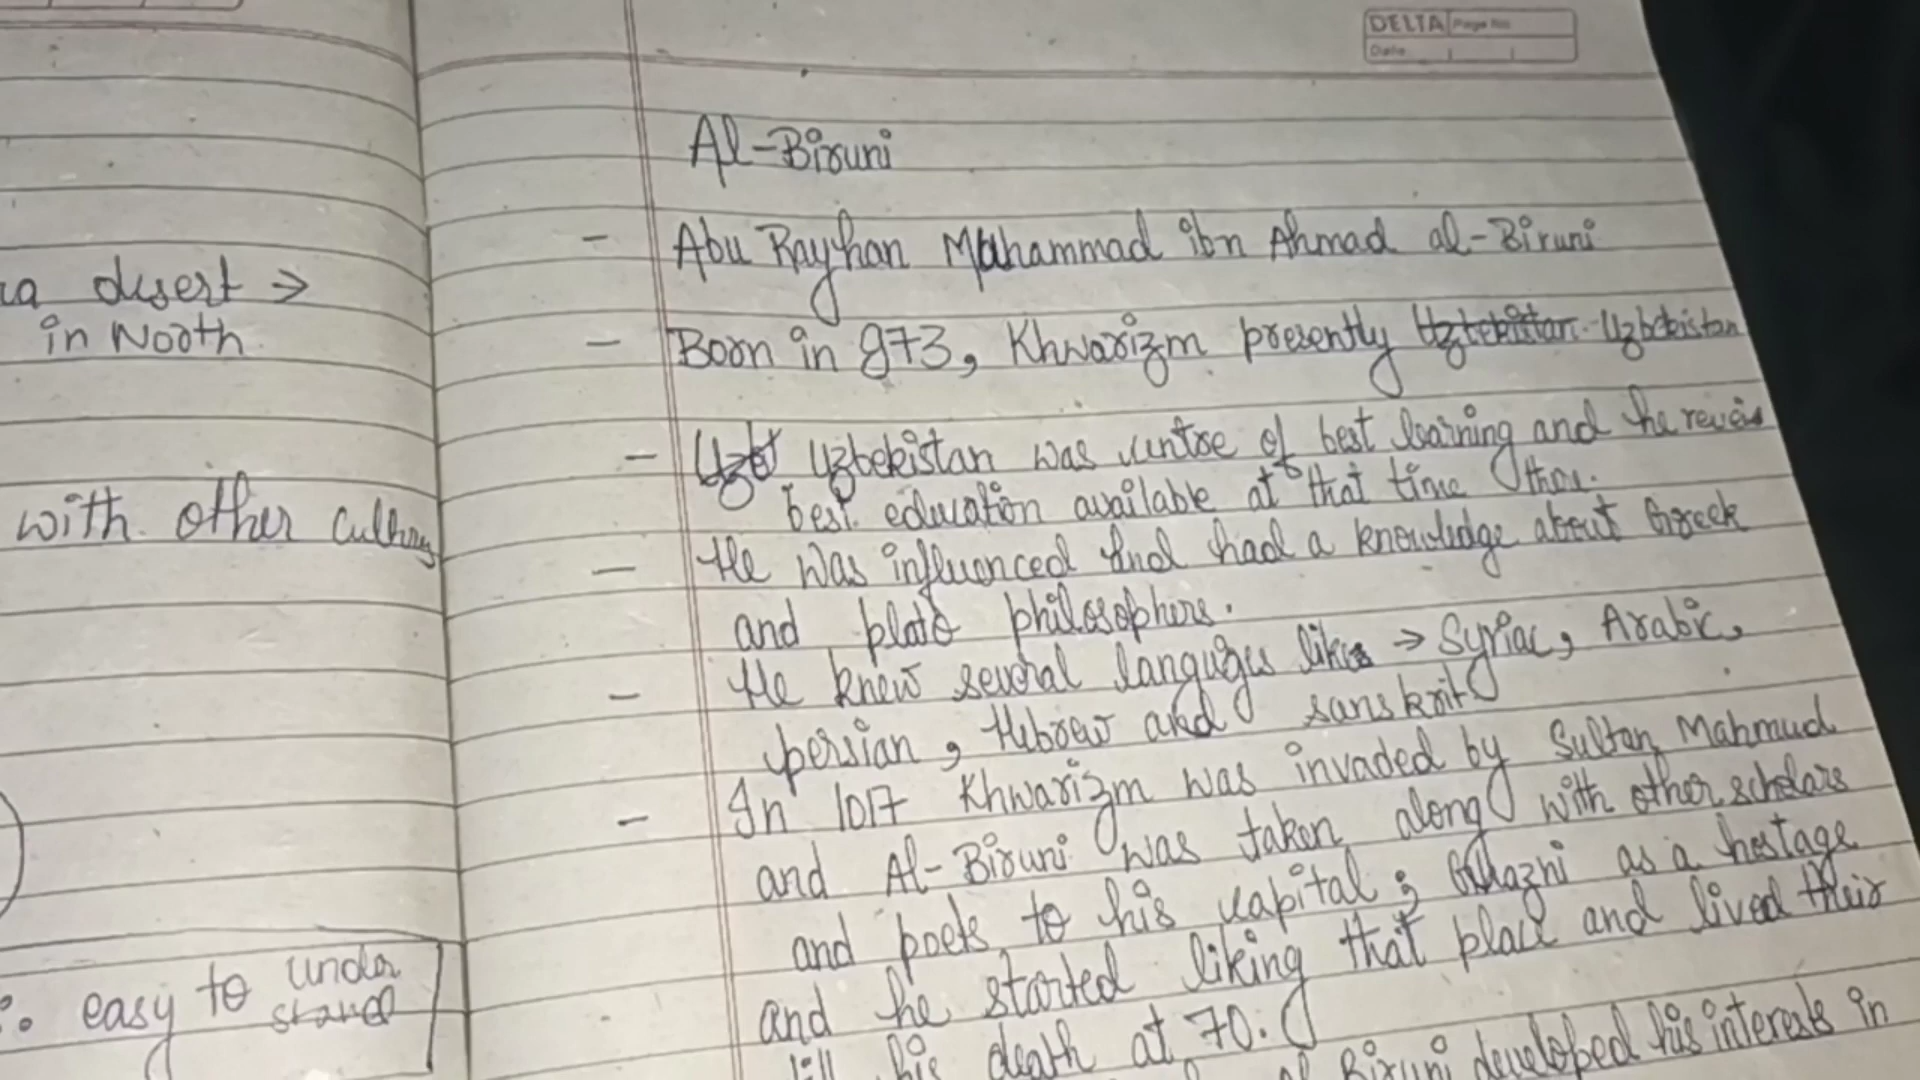 DELTA Page No.
Date
Al-Biruni
- Abu Rayhan Mahammad ibn Ahmad al-Biruni
- Born in 973, Khwarizm presently Uzbekistan
- Uzbekistan was centre of best learning and he
best education available at that time there.
- He was influenced and had a knowledge about Greek
and plato philosophers.
- He knew several languages like → Syriac, Arabic,
persian, Hebrew and sanskrit
- In 1017 Khwarizm was invaded by Sultan Mahmud
and Al-Biruni was taken along with other scholars
and poets to his capital, Ghazni as a hostage
and he started liking that place and lived their
till his death at 70.
Biruni developed his interests in
desert →
in North
with other
∴ easy to under
stand